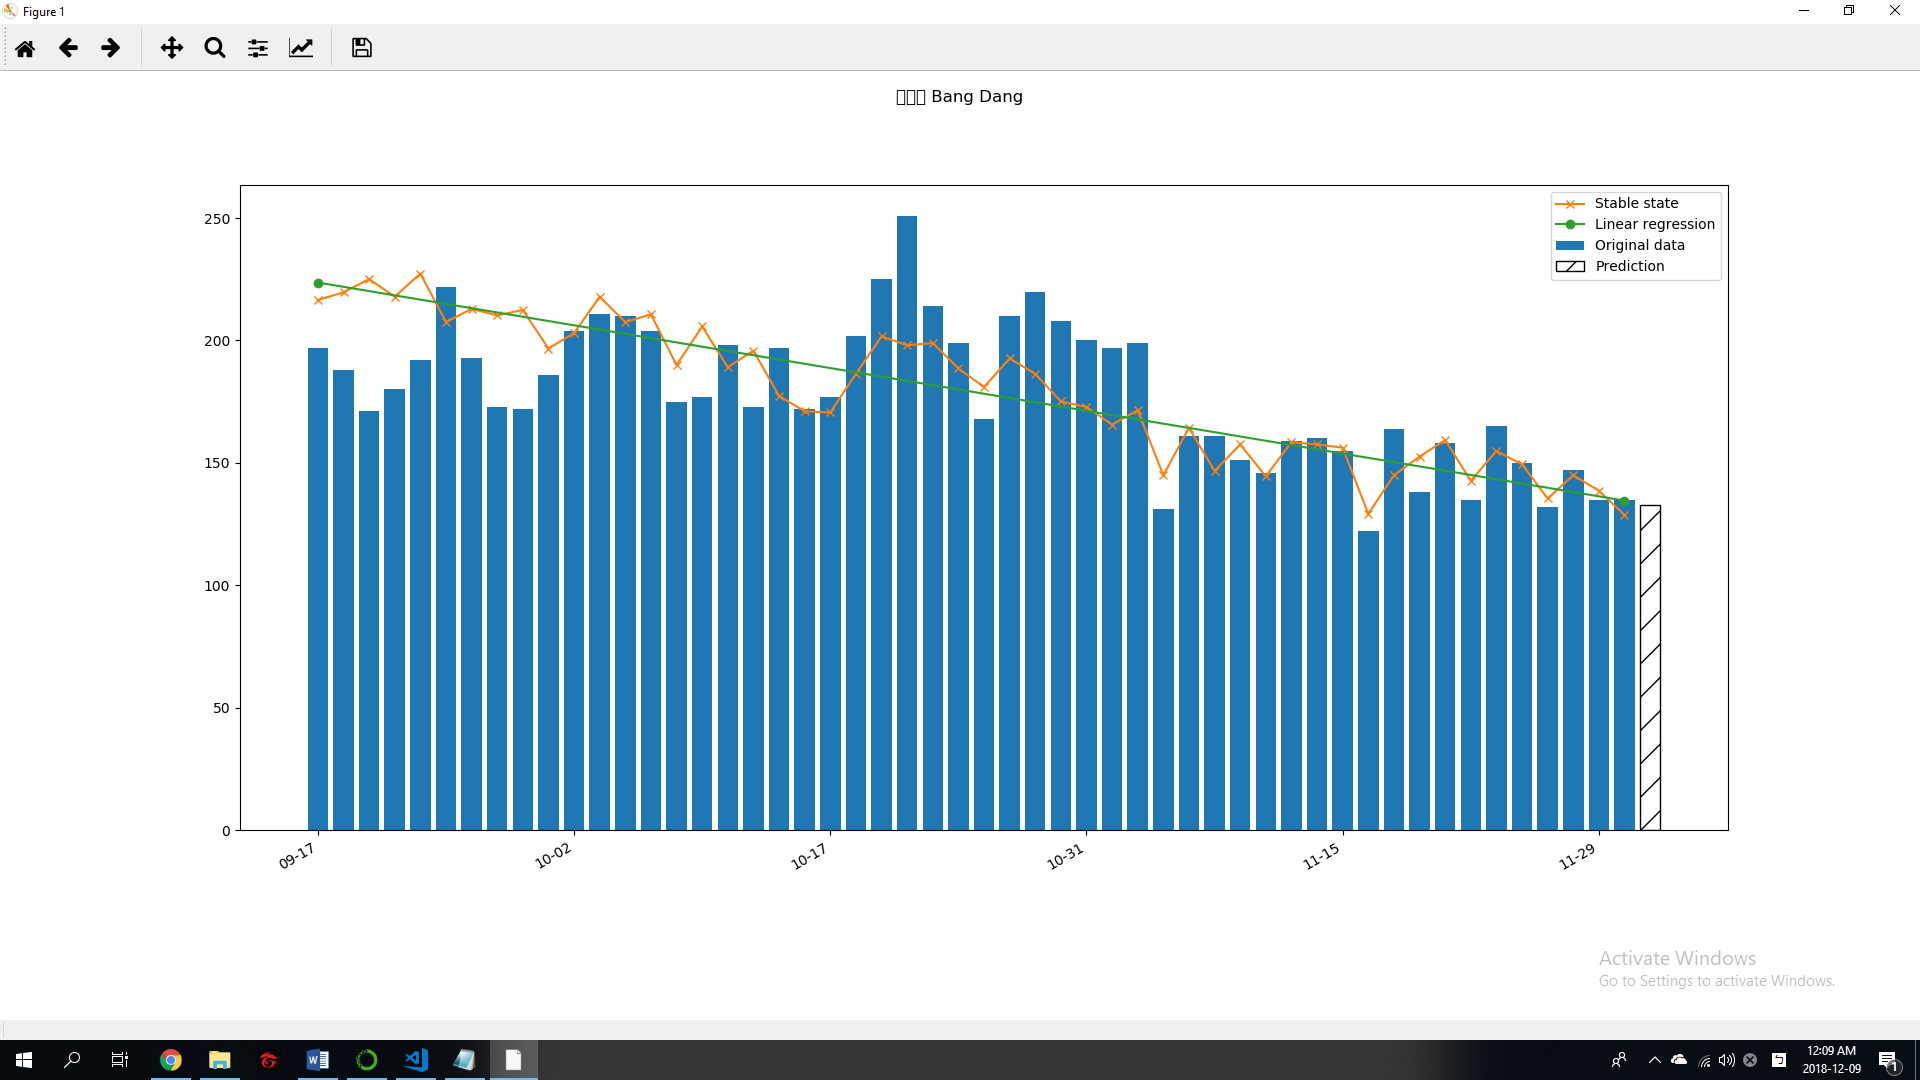 Figure 1
Bang Dang
Stable state
Linear regression
Original data
Prediction
250
200
150
100
50
0
09-17
10-02
10-17
10-31
11-15
11-29
Activate Windows
Go to Settings to activate Windows.
12:09 AM
2018-12-09
1